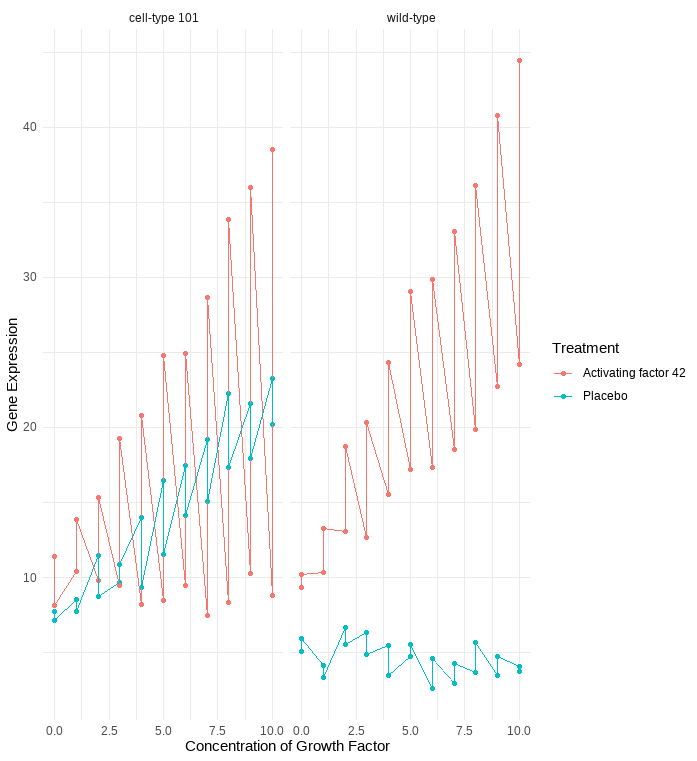 cell-type 101 wild-type
40
30
20
10
Gene Expression
0.0 2.5 5.0 7.5 10.0 0.0 2.5 5.0 7.5 10.0
Concentration of Growth Factor
Treatment
Activating factor 42
Placebo